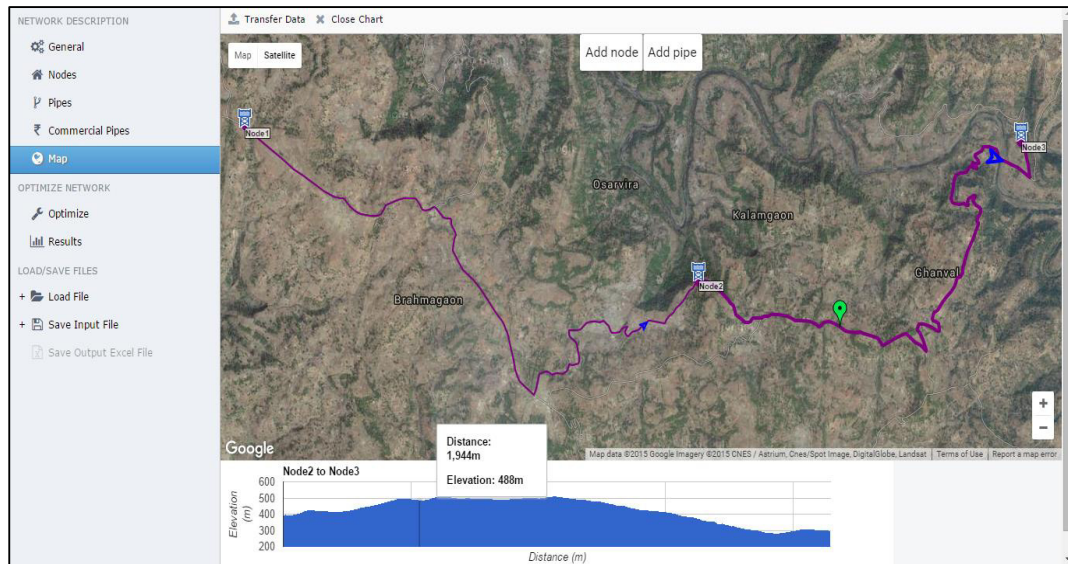 NETWORK DESCRIPTION
General
Nodes
Pipes
₹ Commercial Pipes
Map
OPTIMIZE NETWORK
Optimize
Results
LOAD/SAVE FILES
+ Load File
+ Save Input File
Save Output Excel File
Transfer Data Close Chart
Map Satellite
Add node Add pipe
Node1
Node3
Osarvira
Kalamgaon
Ghanval
Node2
Brahmagaon
+
−
Google
Map data ©2015 Google Imagery ©2015 CNES / Astrium, Cnes/Spot Image, DigitalGlobe, Landsat Terms of Use Report a map error
Distance:
1,944m
Elevation: 488m
Node2 to Node3
Elevation
(m)
600
500
400
300
200
Distance (m)